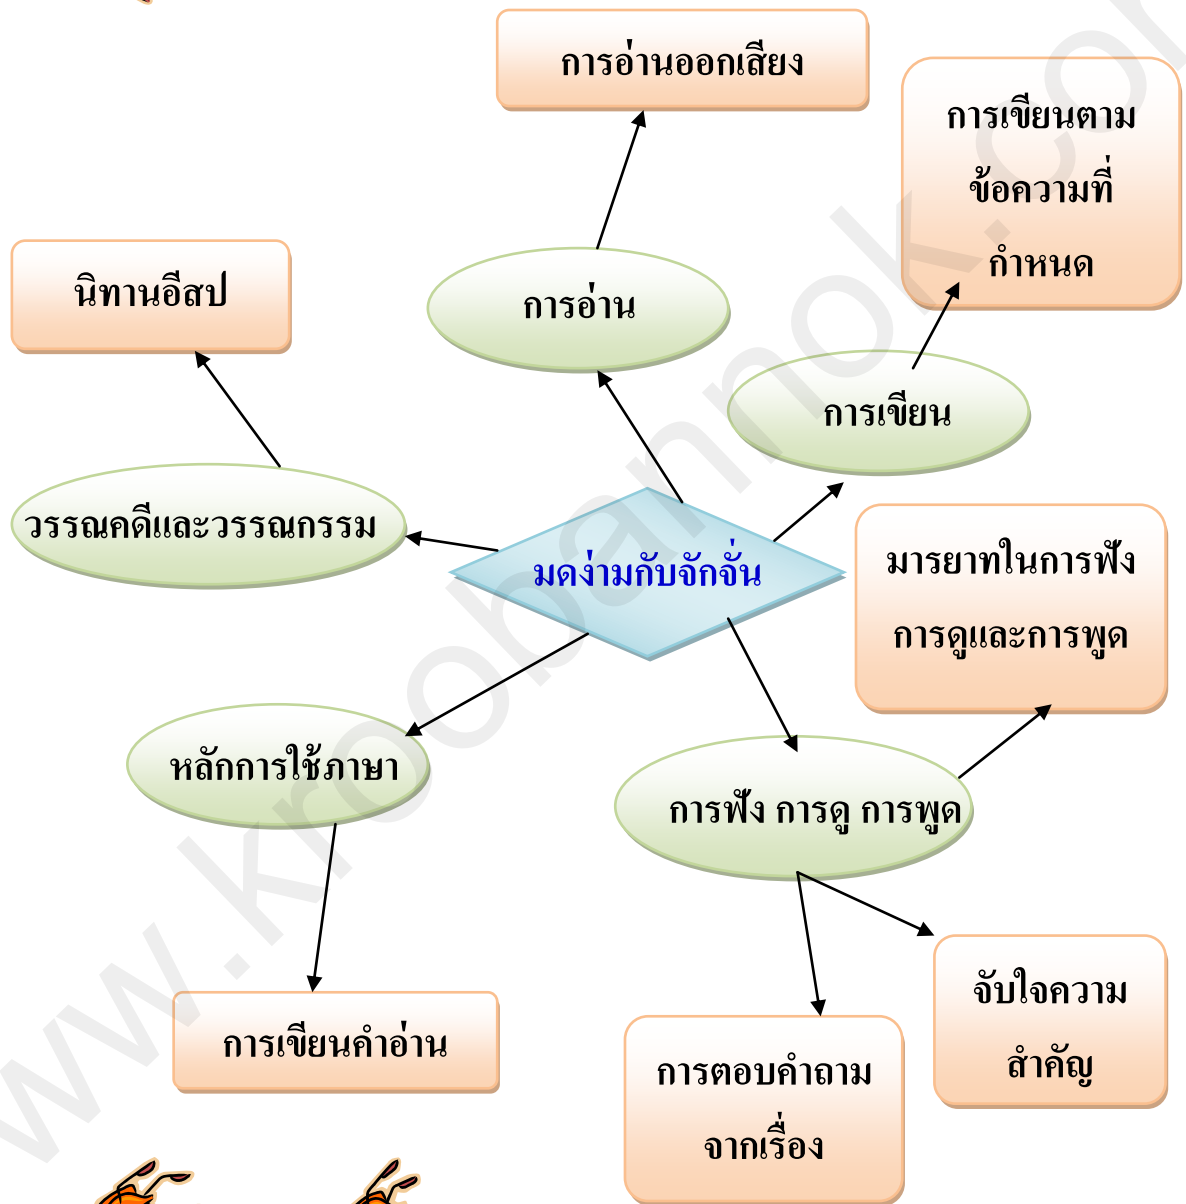 การอ่านออกเสียง
การเขียนตาม
ข้อความที่
กำหนด
นิทานอีสป
การอ่าน
การเขียน
วรรณคดีและวรรณกรรม
มดง่ามกับจักจั่น
มารยาทในการฟัง
การดูและการพูด
หลักการใช้ภาษา
การฟัง การดู การพูด
จับใจความ
สำคัญ
การเขียนคำอ่าน
การตอบคำถาม
จากเรื่อง
www.kroobannok.com